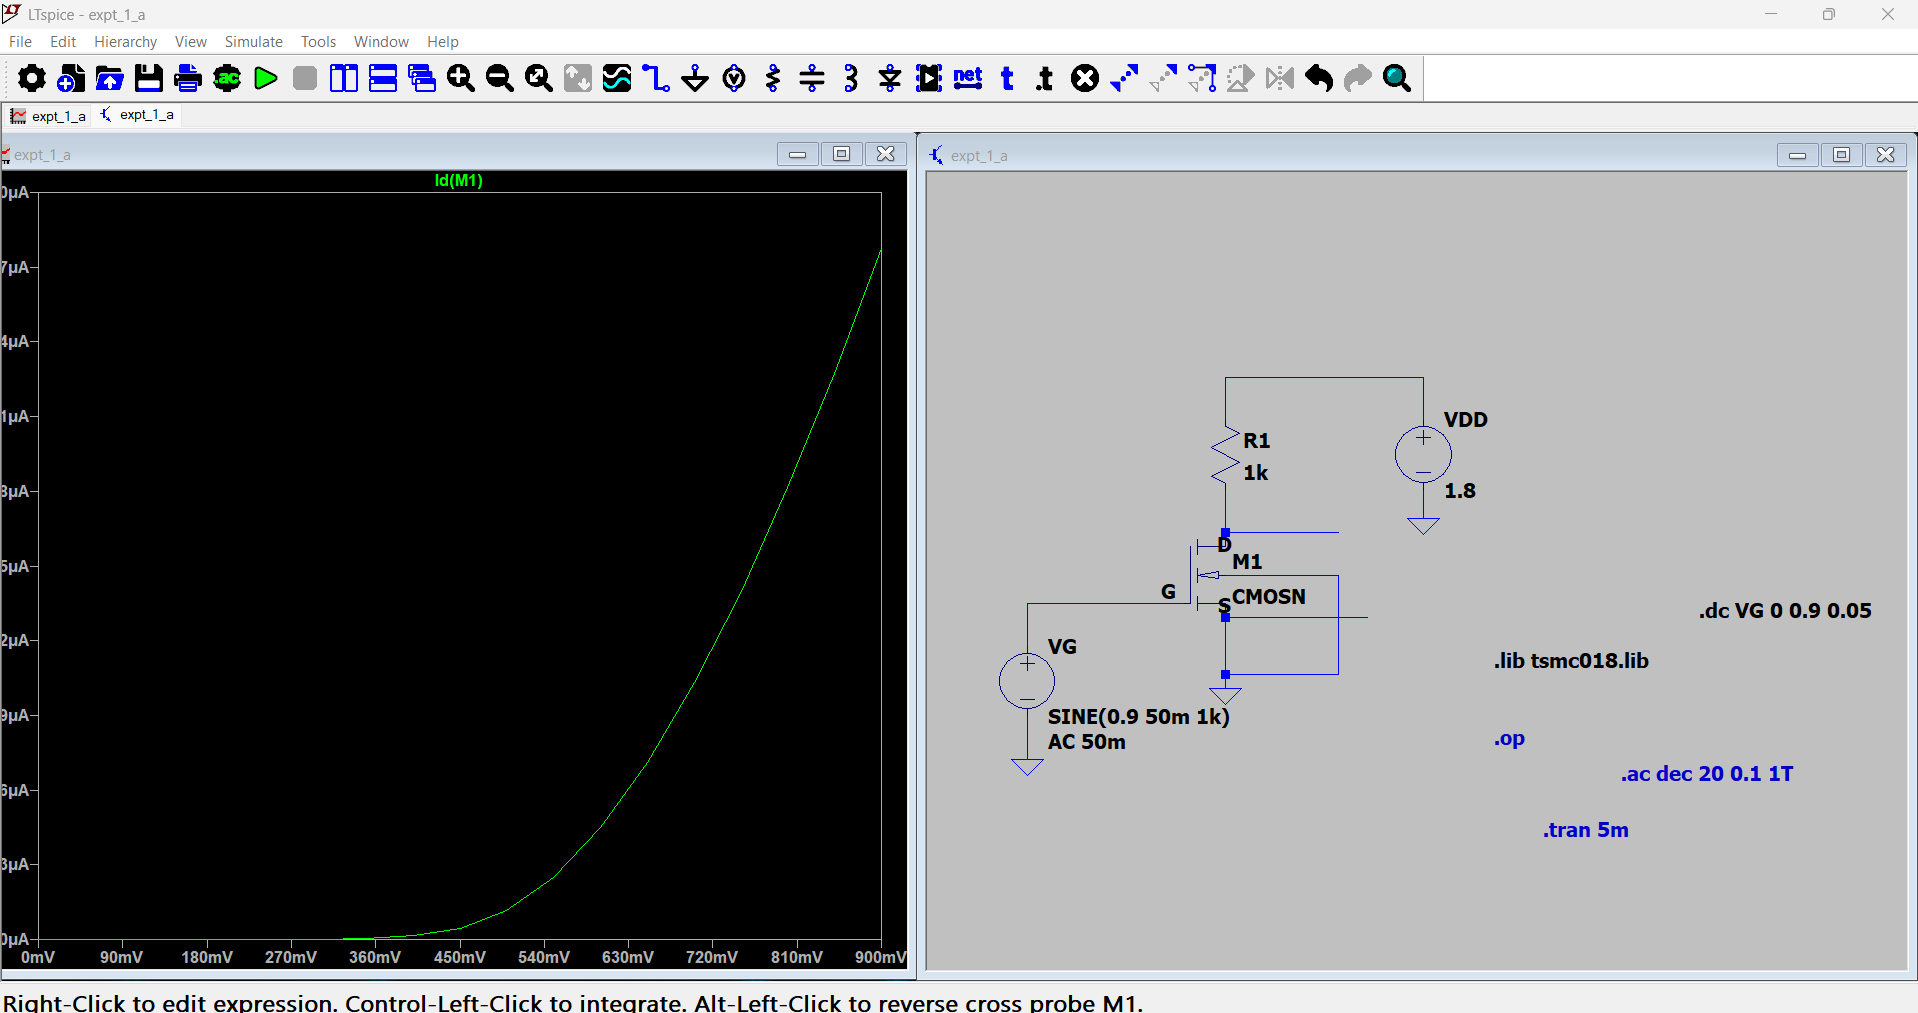 LTspice - expt_1_a
File Edit Hierarchy View Simulate Tools Window Help
.ac
net
t
.t
expt_1_a
expt_1_a
expt_1_a
Id(M1)
0µA
7µA
4µA
1µA
8µA
5µA
2µA
9µA
6µA
3µA
0µA
0mV 90mV 180mV 270mV 360mV 450mV 540mV 630mV 720mV 810mV 900mV
expt_1_a
VDD
1.8
R1
1k
D
M1
G
S
CMOSN
VG
SINE(0.9 50m 1k)
AC 50m
.dc VG 0 0.9 0.05
.lib tsmc018.lib
.op
.ac dec 20 0.1 1T
.tran 5m
Right-Click to edit expression. Control-Left-Click to integrate. Alt-Left-Click to reverse cross probe M1.